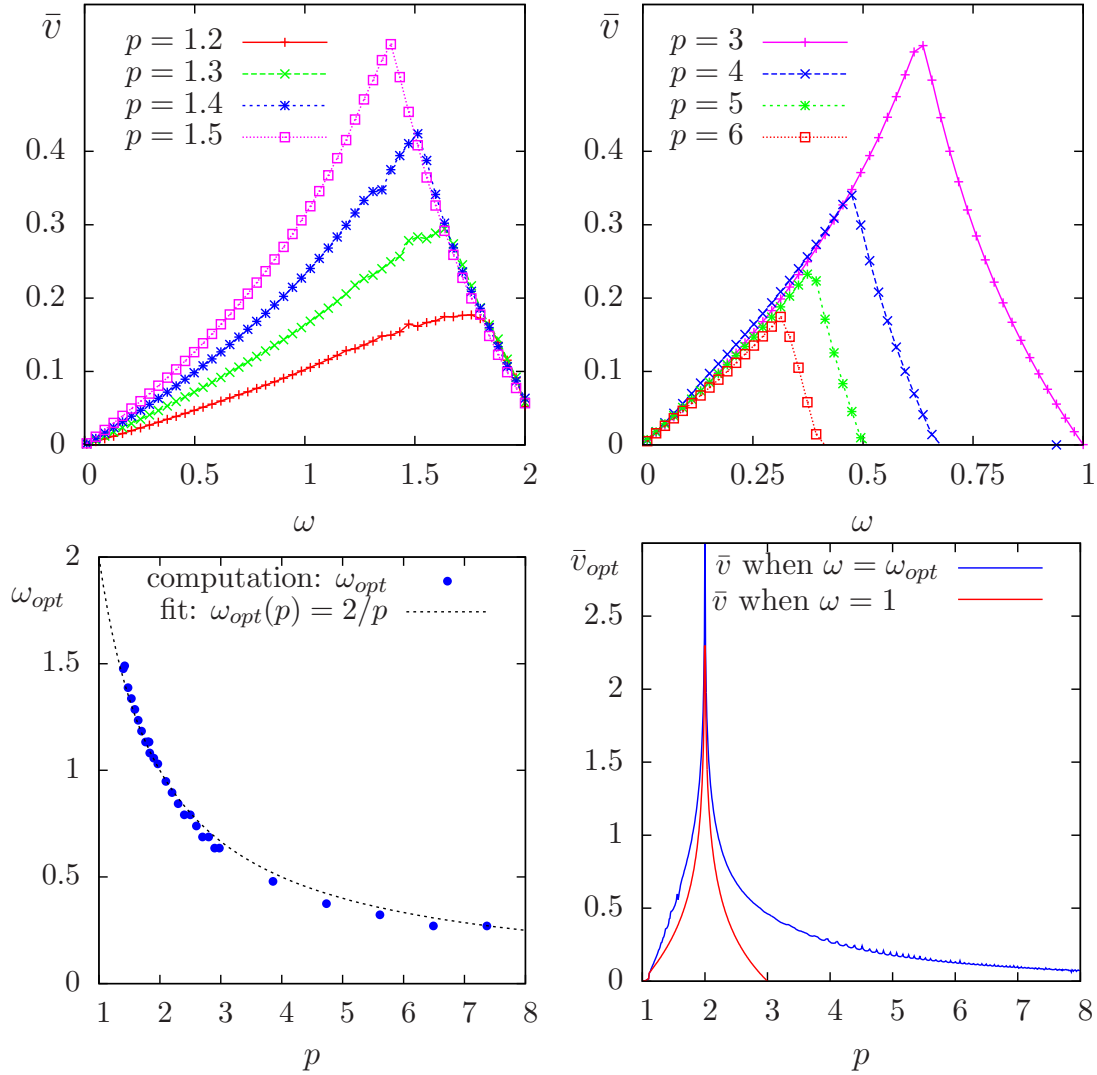 v̄
p = 1.2
p = 1.3
p = 1.4
p = 1.5
0.4
0.3
0.2
0.1
0
0 0.5 1 1.5 2
ω
v̄
p = 3
p = 4
p = 5
p = 6
0.4
0.3
0.2
0.1
0
0 0.25 0.5 0.75 1
ω
ω_opt
computation: ω_opt
fit: ω_opt(p) = 2/p
2
1.5
1
0.5
0
1 2 3 4 5 6 7 8
p
v̄_opt
v̄ when ω = ω_opt
v̄ when ω = 1
2.5
2
1.5
1
0.5
0
1 2 3 4 5 6 7 8
p